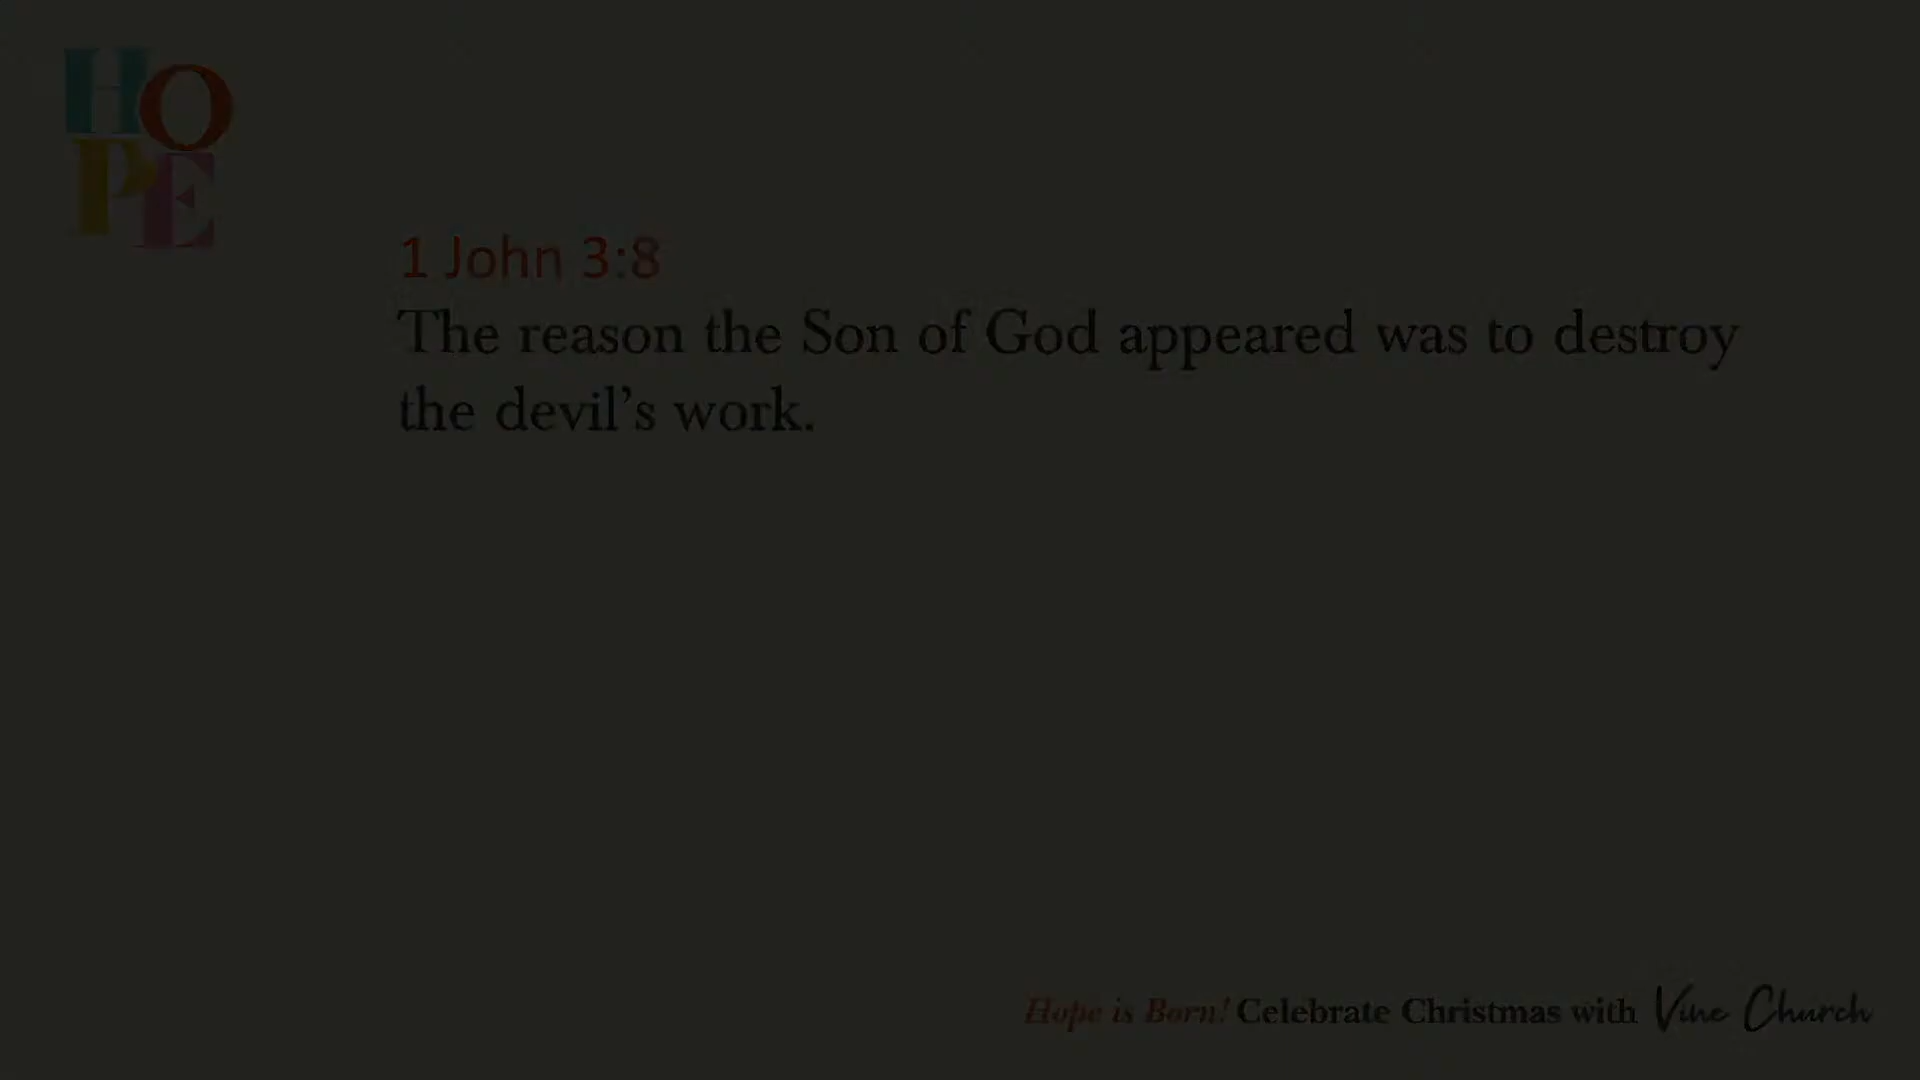 HO
PE
1 John 3:8
The reason the Son of God appeared was to destroy
the devil’s work.
Hope is Born! Celebrate Christmas with Vine Church